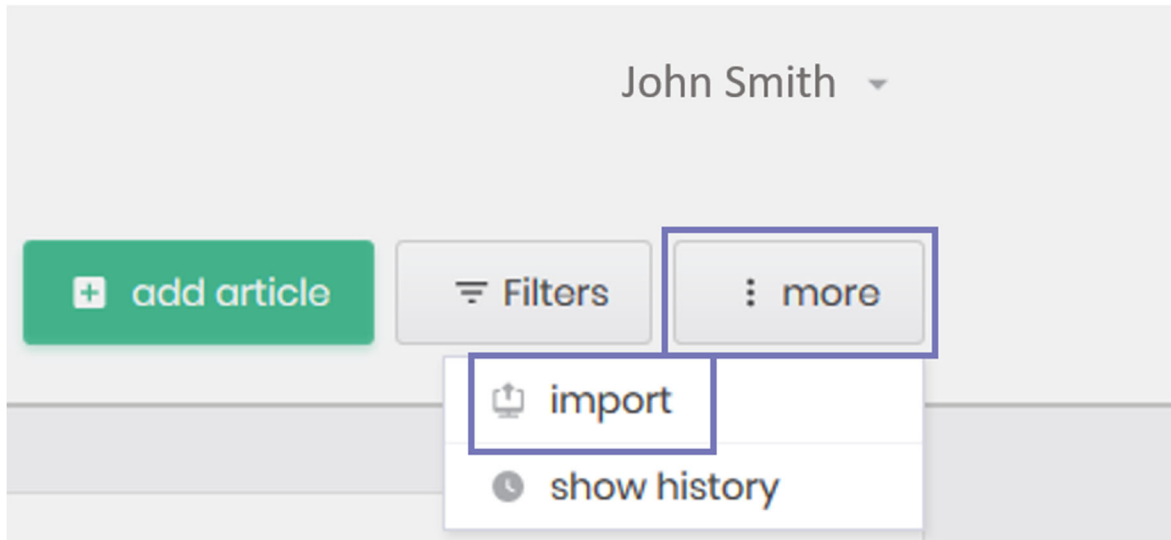 John Smith
add article
Filters
more
import
show history